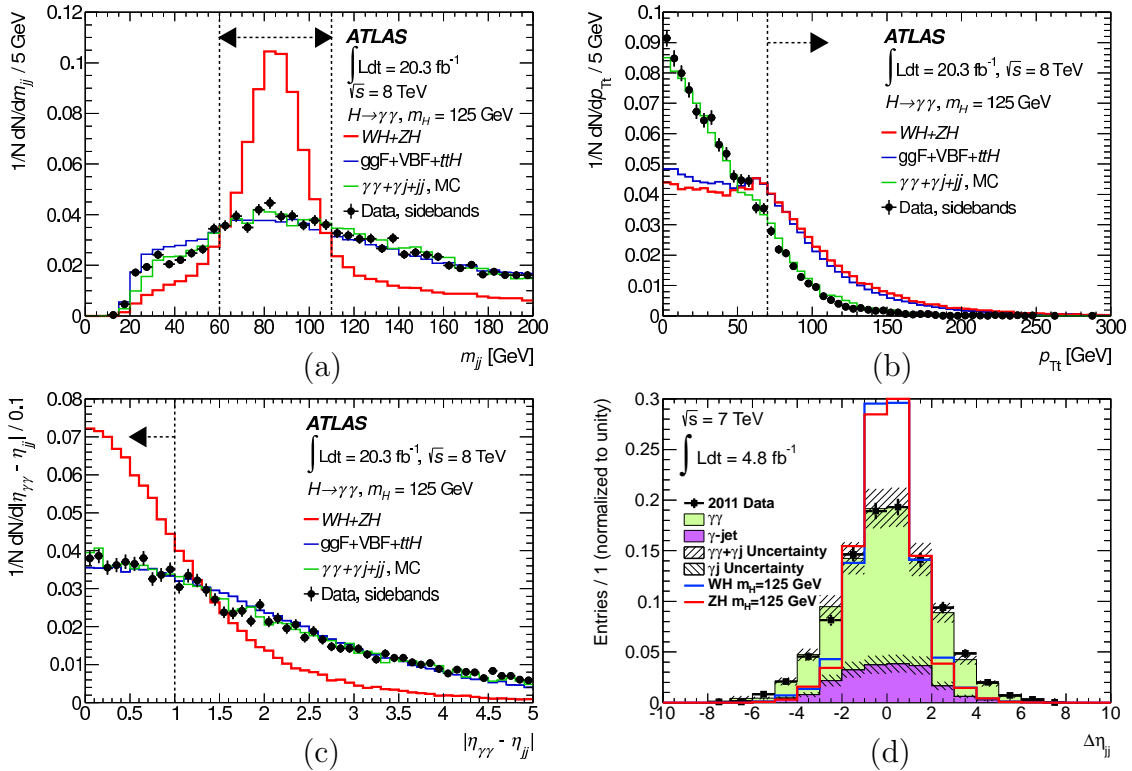 1/N dN/dm_jj / 5 GeV
0.12
0.1
0.08
0.06
0.04
0.02
0
ATLAS
∫Ldt = 20.3 fb⁻¹
√s = 8 TeV
H→γγ, m_H = 125 GeV
WH+ZH
ggF+VBF+ttH
γγ+γj+jj, MC
Data, sidebands
0 20 40 60 80 100 120 140 160 180 200
m_jj [GeV]
(a)
1/N dN/dp_Tt / 5 GeV
0.1
0.09
0.08
0.07
0.06
0.05
0.04
0.03
0.02
0.01
0
ATLAS
∫Ldt = 20.3 fb⁻¹, √s = 8 TeV
H→γγ, m_H = 125 GeV
WH+ZH
ggF+VBF+ttH
γγ+γj+jj, MC
Data, sidebands
0 50 100 150 200 250 300
p_Tt [GeV]
(b)
1/N dN/d|η_γγ - η_jj| / 0.1
0.08
0.07
0.06
0.05
0.04
0.03
0.02
0.01
0
ATLAS
∫Ldt = 20.3 fb⁻¹, √s = 8 TeV
H→γγ, m_H = 125 GeV
WH+ZH
ggF+VBF+ttH
γγ+γj+jj, MC
Data, sidebands
0 0.5 1 1.5 2 2.5 3 3.5 4 4.5 5
|η_γγ - η_jj|
(c)
Entries / 1 (normalized to unity)
0.3
0.25
0.2
0.15
0.1
0.05
0
√s = 7 TeV
∫ Ldt = 4.8 fb⁻¹
2011 Data
γγ
γ-jet
γγ+γj Uncertainty
γj Uncertainty
WH m_H=125 GeV
ZH m_H=125 GeV
-10 -8 -6 -4 -2 0 2 4 6 8 10
Δη_jj
(d)